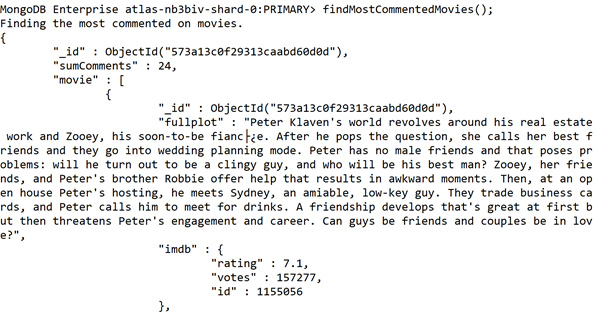 MongoDB Enterprise atlas-nb3biv-shard-0:PRIMARY> findMostCommentedMovies();
Finding the most commented on movies.
{
"_id" : ObjectId("573a13c0f29313caabd60d0d"),
"sumComments" : 24,
"movie" : [
{
"_id" : ObjectId("573a13c0f29313caabd60d0d"),
"fullplot" : "Peter Klaven's world revolves around his real estate
work and Zooey, his soon-to-be fianc├¿e. After he pops the question, she calls her best f
riends and they go into wedding planning mode. Peter has no male friends and that poses pr
oblems: will he turn out to be a clingy guy, and who will be his best man? Zooey, her frie
nds, and Peter's brother Robbie offer help that results in awkward moments. Then, at an op
en house Peter's hosting, he meets Sydney, an amiable, low-key guy. They trade business ca
rds, and Peter calls him to meet for drinks. A friendship develops that's great at first b
ut then threatens Peter's engagement and career. Can guys be friends and couples be in lov
e?",
"imdb" : {
"rating" : 7.1,
"votes" : 157277,
"id" : 1155056
},